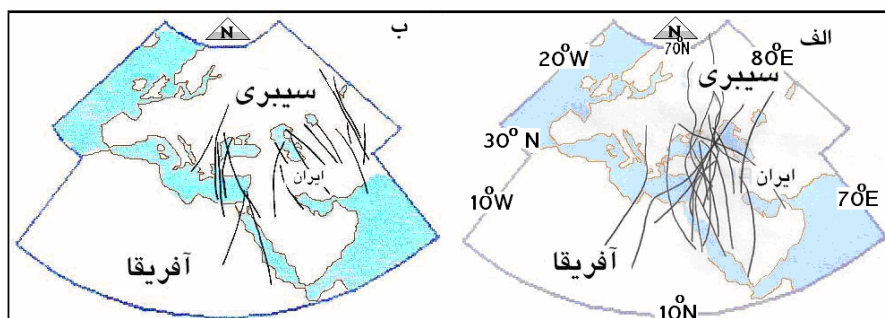 ب
N
سیبری
ایران
آفریقا
الف
N
70N
20°W
80°E
سیبری
30° N
ایران
10°W
70°E
آفریقا
10°N